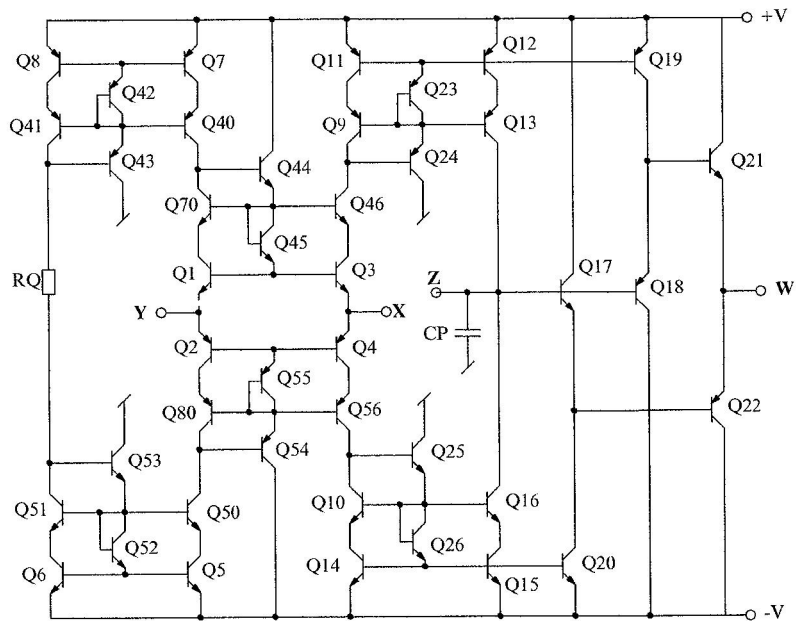 +V
Q8 Q7 Q11 Q12 Q19
Q42 Q23
Q41 Q40 Q9 Q13
Q43 Q44 Q24 Q21
Q70 Q46
Q45
Q1 Q3 Q17
RQ Z Q18 W
Y X CP
Q2 Q4
Q55
Q80 Q56 Q22
Q54
Q53 Q25
Q51 Q50 Q10 Q16
Q52 Q26
Q6 Q5 Q14 Q15 Q20
-V